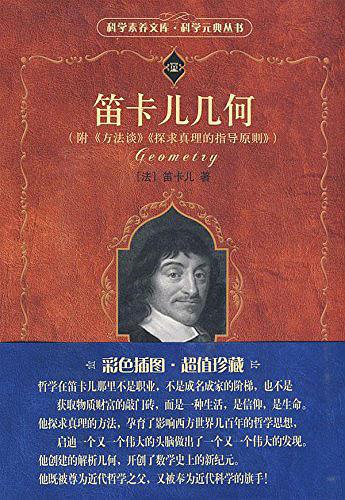 科学素养文库·科学元典丛书
笛卡儿几何
(附《方法谈》《探求真理的指导原则》)
Geometry
[法] 笛卡儿 著
彩色插图·超值珍藏
哲学在笛卡儿那里不是职业,不是成名成家的阶梯,也不是
获取物质财富的敲门砖,而是一种生活,是信仰,是生命。
他探求真理的方法,孕育了影响西方世界几百年的哲学思想,
启迪一个又一个伟大的头脑做出了一个又一个伟大的发现。
他创建的解析几何,开创了数学史上的新纪元。
他既被尊为近代哲学之父,又被奉为近代科学的旗手!